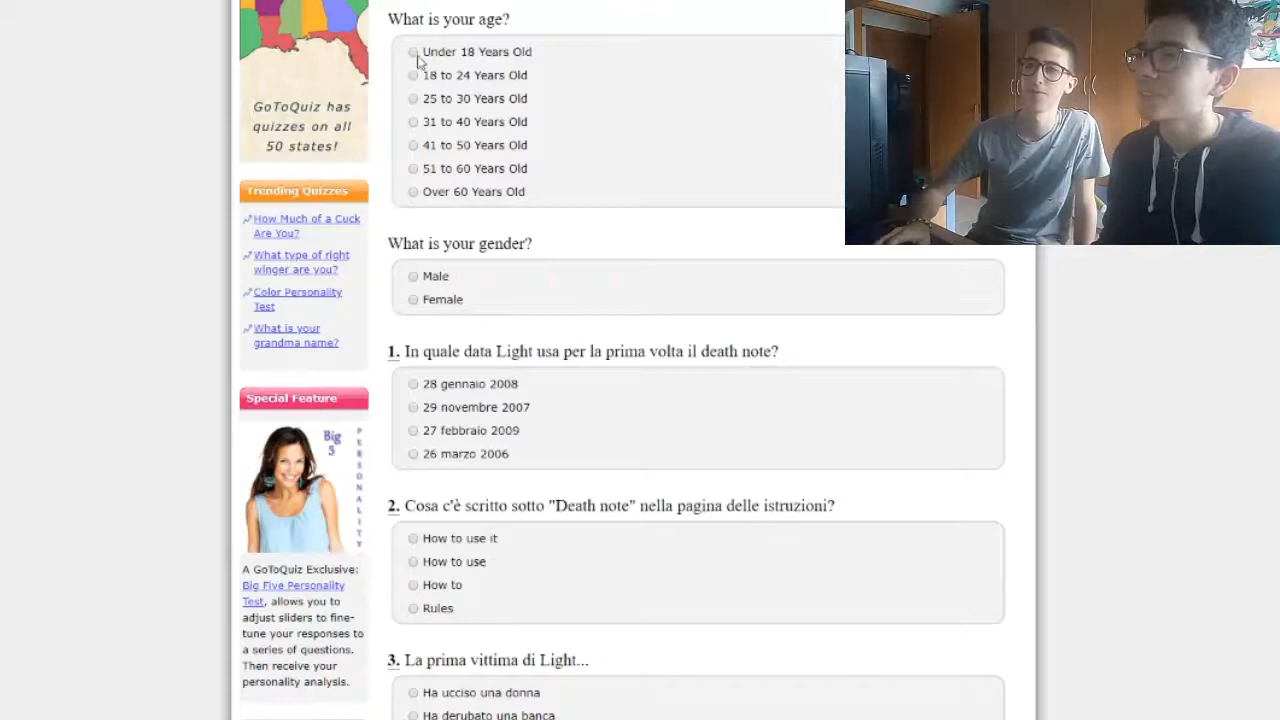 What is your age?
Under 18 Years Old
18 to 24 Years Old
25 to 30 Years Old
31 to 40 Years Old
41 to 50 Years Old
51 to 60 Years Old
Over 60 Years Old
What is your gender?
Male
Female
1. In quale data Light usa per la prima volta il death note?
28 gennaio 2008
29 novembre 2007
27 febbraio 2009
26 marzo 2006
2. Cosa c'è scritto sotto "Death note" nella pagina delle istruzioni?
How to use it
How to use
How to
Rules
3. La prima vittima di Light...
Ha ucciso una donna
Ha derubato una banca
GoToQuiz has
quizzes on all
50 states!
Trending Quizzes
How Much of a Cuck
Are You?
What type of right
winger are you?
Color Personality
Test
What is your
grandma name?
Special Feature
Big
5
PERSONALITY
A GoToQuiz Exclusive:
Big Five Personality
Test, allows you to
adjust sliders to fine-
tune your responses to
a series of questions.
Then receive your
personality analysis.